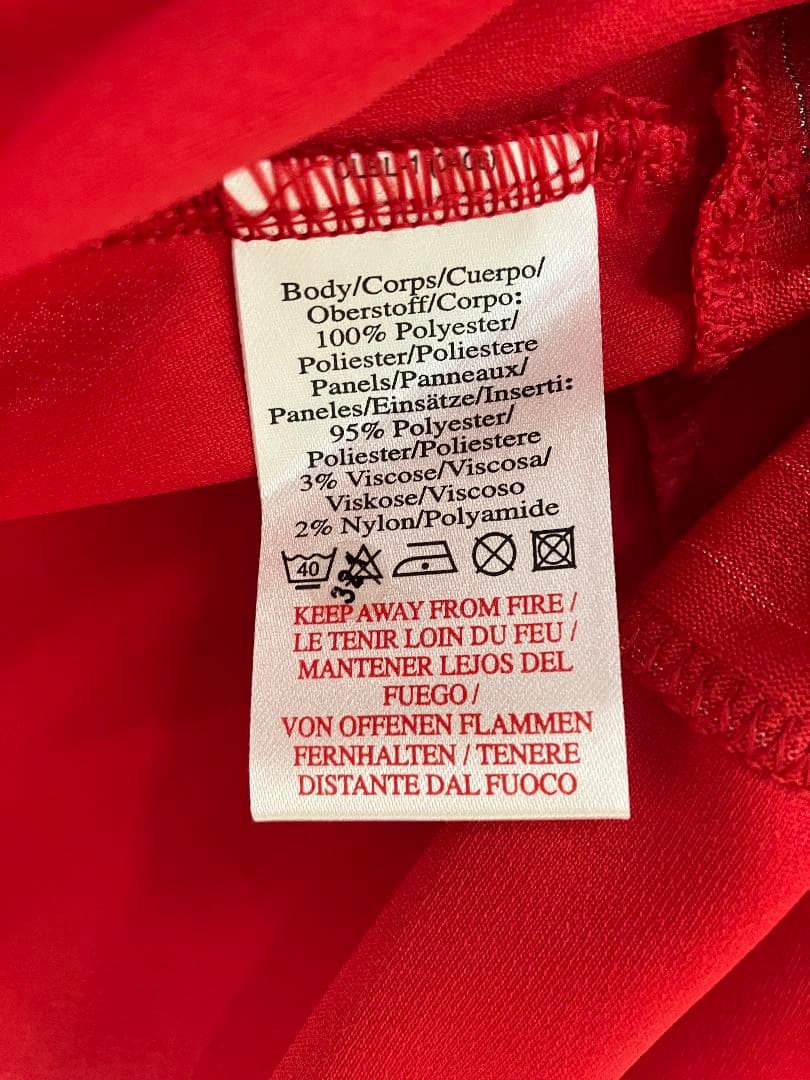 Body/Corps/Cuerpo/
Oberstoff/Corpo:
100% Polyester/
Poliester/Poliestere
Panels/Panneaux/
Paneles/Einsätze/Inserti:
95% Polyester/
Poliester/Poliestere
3% Viscose/Viscosa/
Viskose/Viscoso
2% Nylon/Polyamide
40
KEEP AWAY FROM FIRE /
LE TENIR LOIN DU FEU /
MANTENER LEJOS DEL
FUEGO /
VON OFFENEN FLAMMEN
FERNHALTEN / TENERE
DISTANTE DAL FUOCO